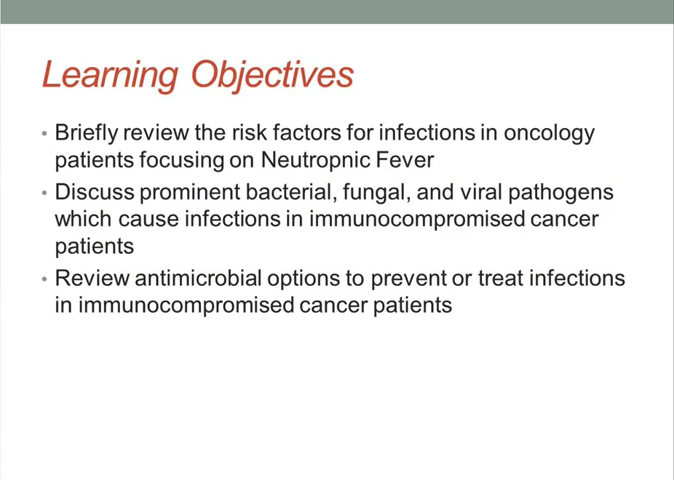 Learning Objectives
• Briefly review the risk factors for infections in oncology
patients focusing on Neutropnic Fever
• Discuss prominent bacterial, fungal, and viral pathogens
which cause infections in immunocompromised cancer
patients
• Review antimicrobial options to prevent or treat infections
in immunocompromised cancer patients